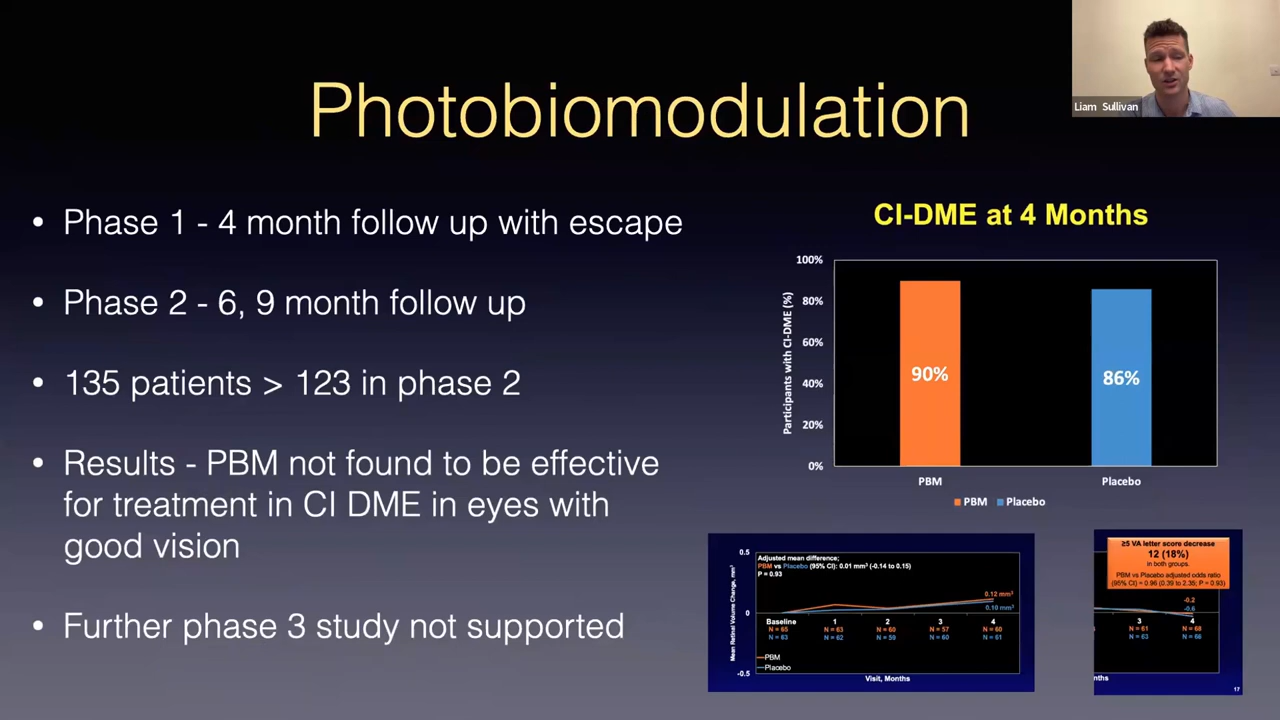 Photobiomodulation
Liam Sullivan
• Phase 1 - 4 month follow up with escape
• Phase 2 - 6, 9 month follow up
• 135 patients > 123 in phase 2
• Results - PBM not found to be effective
for treatment in CI DME in eyes with
good vision
• Further phase 3 study not supported
CI-DME at 4 Months
Participants with CI-DME (%)
100%
80%
60%
40%
20%
0%
90%
86%
PBM
Placebo
PBM Placebo
Mean Retinal Volume Change, mm³
0.5
0
-0.5
Adjusted mean difference;
PBM vs Placebo (95% CI): 0.01 mm³ (-0.14 to 0.15)
P = 0.93
0.12 mm³
0.10 mm³
Baseline 1 2 3 4
N = 65 N = 63 N = 60 N = 57 N = 60
N = 63 N = 62 N = 59 N = 60 N = 61
PBM
Placebo
Visit, Months
≥5 VA letter score decrease
12 (18%)
in both groups.
PBM vs Placebo adjusted odds ratio
(95% CI) = 0.96 (0.39 to 2.35; P = 0.93)
-0.2
-0.6
3 4
N = 61 N = 68
N = 63 N = 66
nths
17